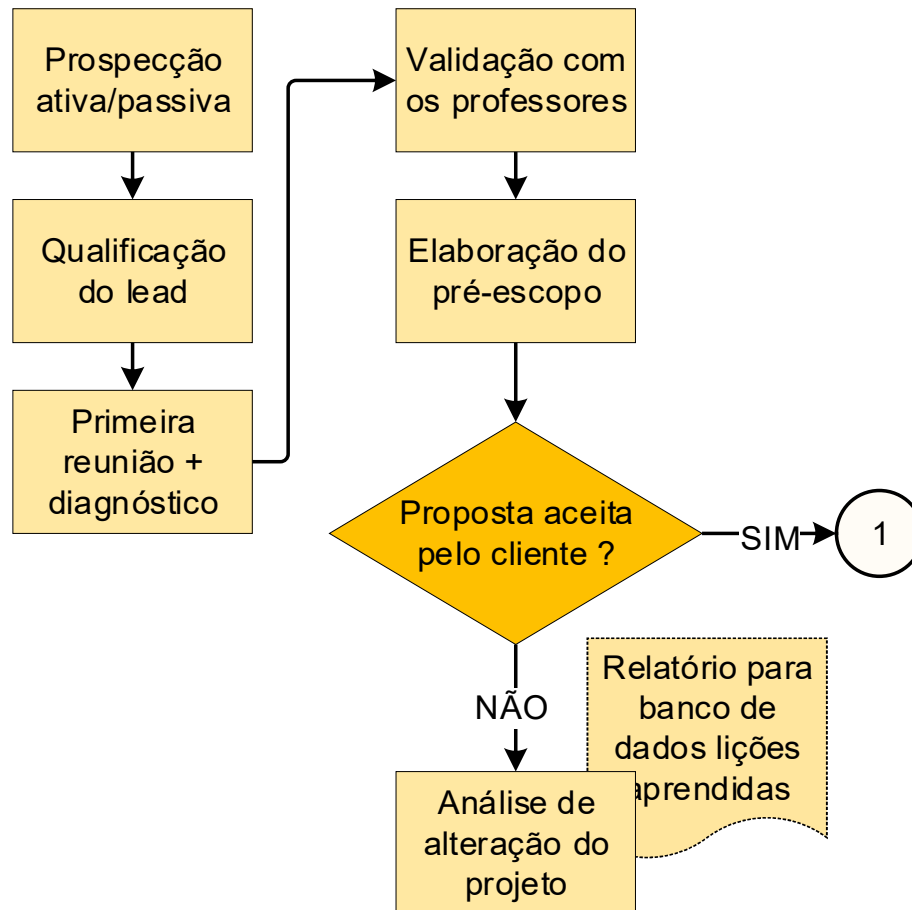 Prospecção
ativa/passiva
Qualificação
do lead
Primeira
reunião +
diagnóstico
Validação com
os professores
Elaboração do
pré-escopo
Proposta aceita
pelo cliente ?
SIM
1
NÃO
Relatório para
banco de
dados lições
aprendidas
Análise de
alteração do
projeto